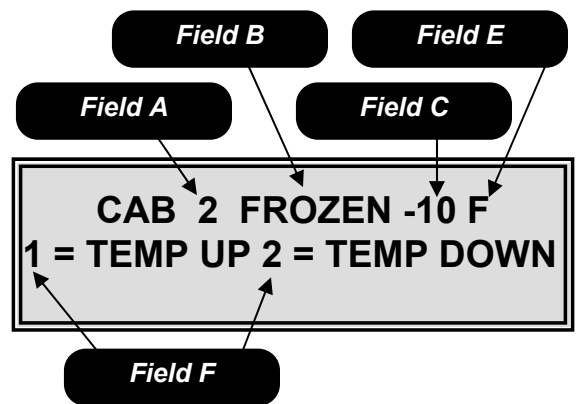 Field B
Field E
Field A
Field C
CAB 2 FROZEN -10 F
1 = TEMP UP 2 = TEMP DOWN
Field F